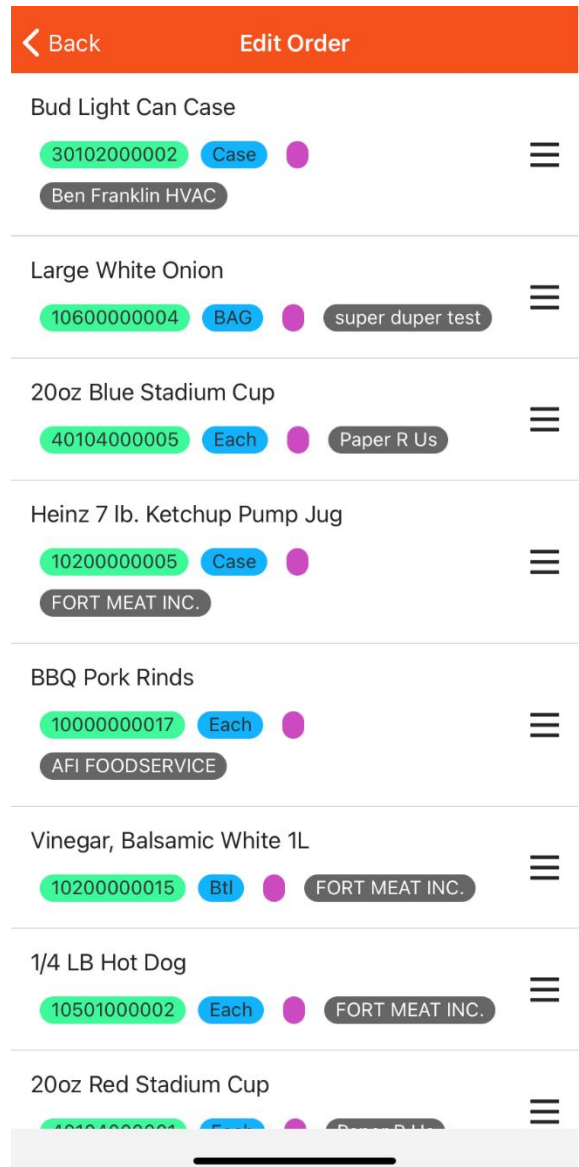 Back Edit Order
Bud Light Can Case
30102000002 Case
Ben Franklin HVAC
Large White Onion
10600000004 BAG super duper test
20oz Blue Stadium Cup
40104000005 Each Paper R Us
Heinz 7 lb. Ketchup Pump Jug
10200000005 Case
FORT MEAT INC.
BBQ Pork Rinds
10000000017 Each
AFI FOODSERVICE
Vinegar, Balsamic White 1L
10200000015 Btl FORT MEAT INC.
1/4 LB Hot Dog
10501000002 Each FORT MEAT INC.
20oz Red Stadium Cup
Each Paper R Us